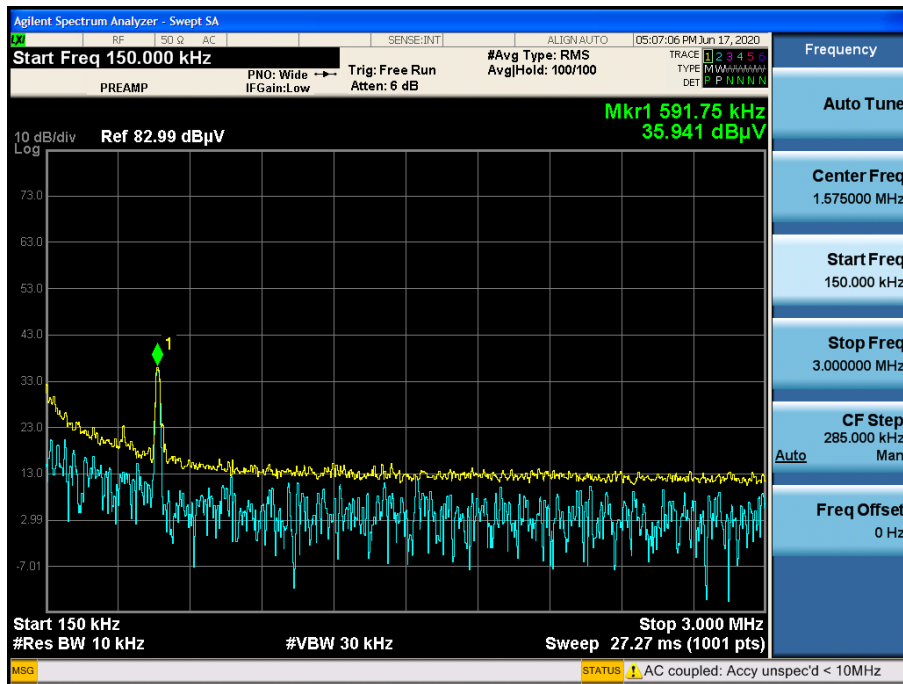 Agilent Spectrum Analyzer - Swept SA
LXI RF 50 Ω AC SENSE:INT ALIGN AUTO 05:07:06 PM Jun 17, 2020
Start Freq 150.000 kHz
PREAMP
PNO: Wide
IFGain:Low
Trig: Free Run
Atten: 6 dB
#Avg Type: RMS
Avg|Hold: 100/100
TRACE 1 2 3 4 5 6
TYPE MWWWWW
DET P P N N N N
Mkr1 591.75 kHz
35.941 dBµV
10 dB/div Ref 82.99 dBµV
Log
73.0
63.0
53.0
43.0
1
33.0
23.0
13.0
2.99
-7.01
Start 150 kHz Stop 3.000 MHz
#Res BW 10 kHz #VBW 30 kHz Sweep 27.27 ms (1001 pts)
MSG STATUS AC coupled: Accy unspec'd < 10MHz
Frequency
Auto Tune
Center Freq
1.575000 MHz
Start Freq
150.000 kHz
Stop Freq
3.000000 MHz
CF Step
285.000 kHz
Auto Man
Freq Offset
0 Hz